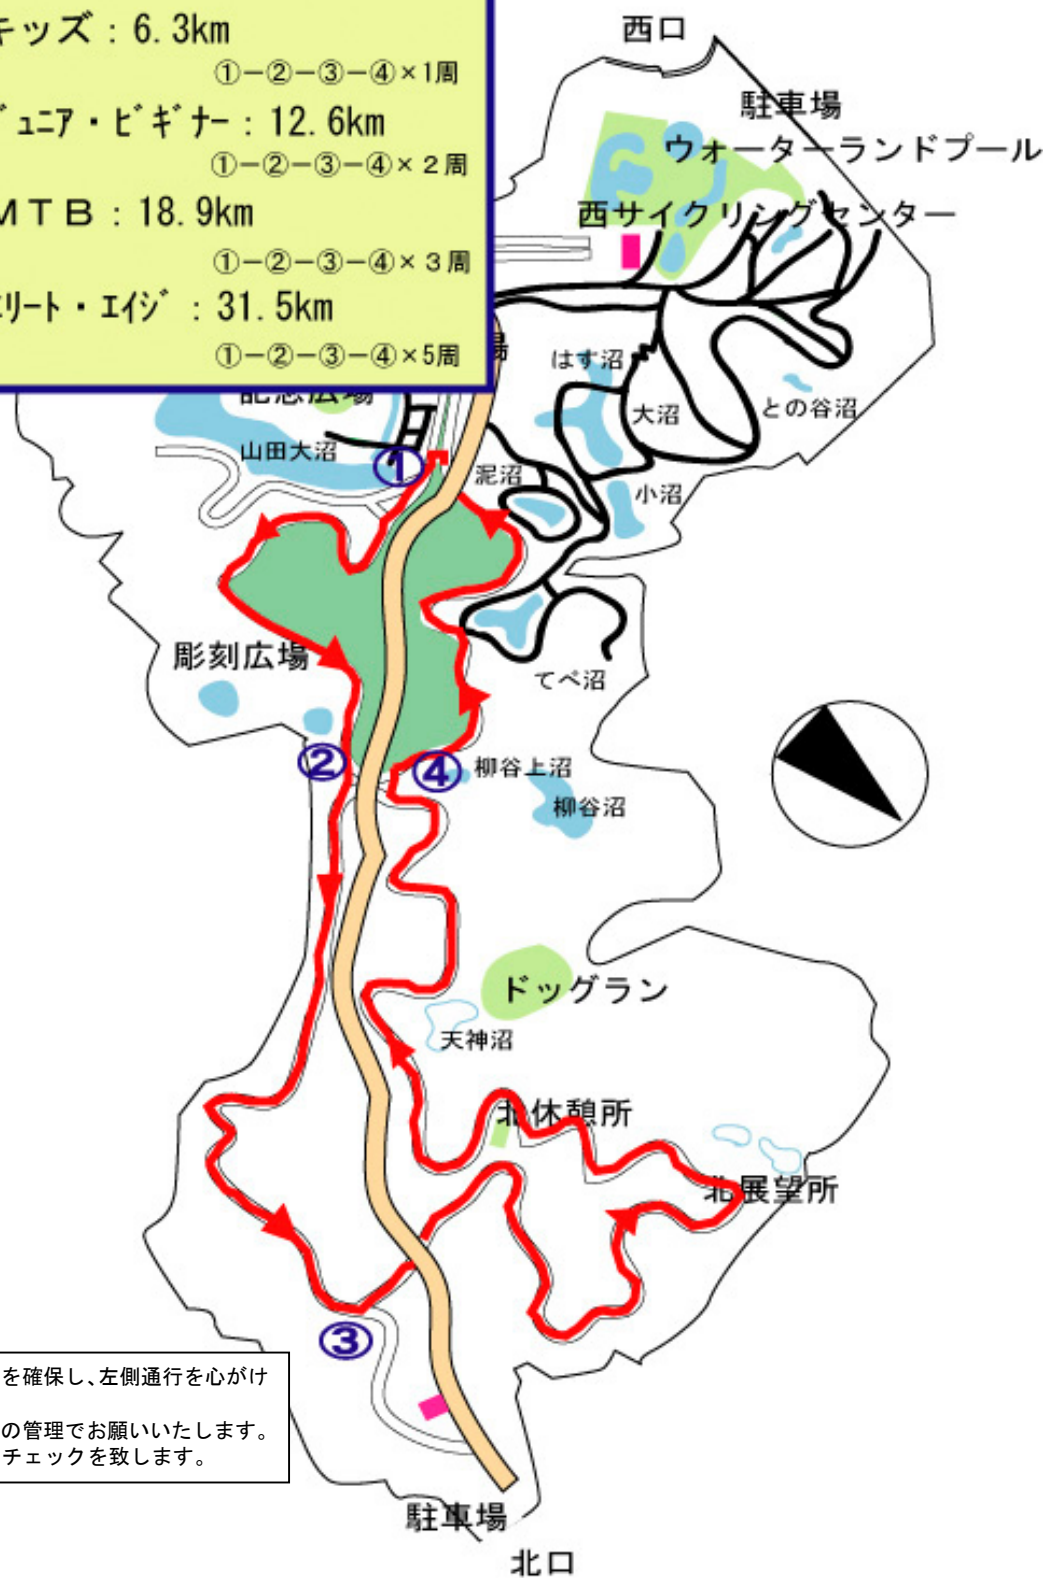 キッズ：6.3km
①－②－③－④×1周
ｼﾞｭﾆｱ・ﾋﾞｷﾞﾅｰ：12.6km
①－②－③－④×２周
ＭＴＢ：18.9km
①－②－③－④×３周
ｴﾘｰﾄ・ｴｲｼﾞ：31.5km
①－②－③－④×5周
西口
駐車場
ウォーターランドプール
西サイクリングセンター
場
はす沼
大沼
との谷沼
記念広場
山田大沼
①
泥沼
小沼
彫刻広場
てぺ沼
②
④
柳谷上沼
柳谷沼
ドッグラン
天神沼
北休憩所
北展望所
③
を確保し、左側通行を心がけ
の管理でお願いいたします。
チェックを致します。
駐車場
北口